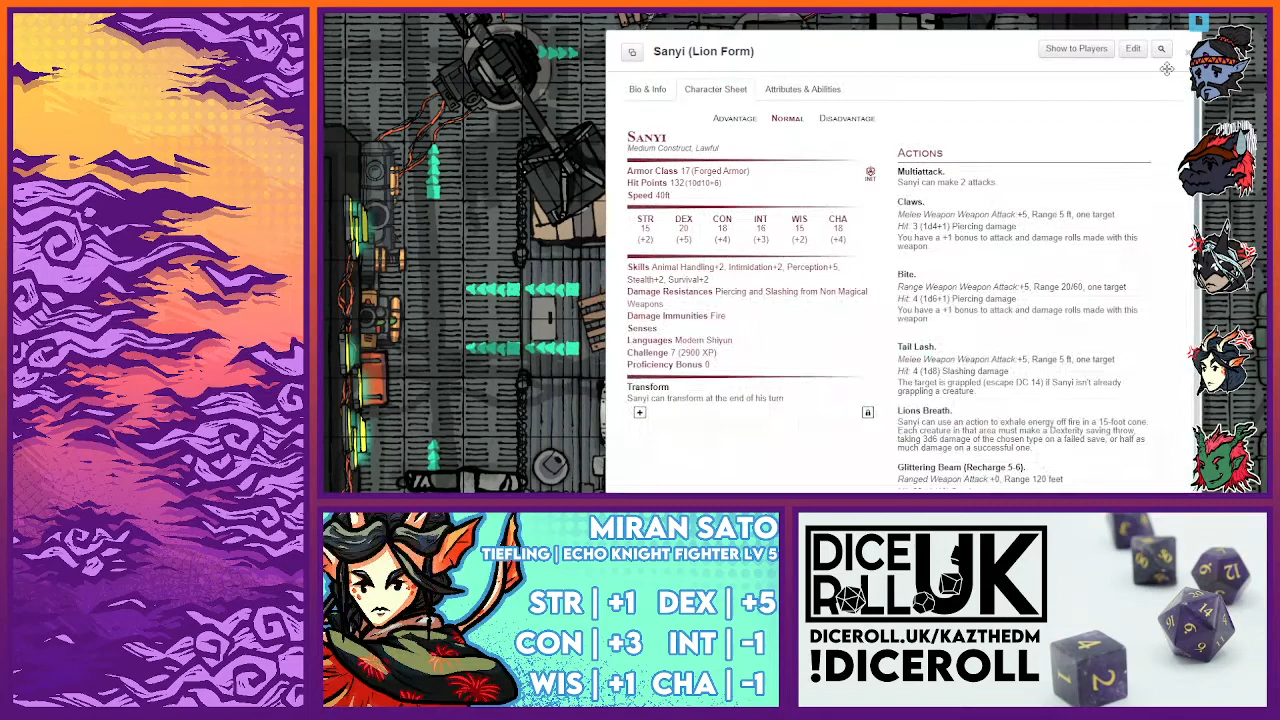 Sanyi (Lion Form)
Show to Players
Edit
Bio & Info
Character Sheet
Attributes & Abilities
ADVANTAGE
NORMAL
DISADVANTAGE
SANYI
Medium Construct, Lawful
Armor Class 17 (Forged Armor)
Hit Points 132 (10d10+6)
Speed 40ft
INIT
STR DEX CON INT WIS CHA
15 20 18 16 15 18
(+2) (+5) (+4) (+3) (+2) (+4)
Skills Animal Handling+2, Intimidation+2, Perception+5,
Stealth+2, Survival+2
Damage Resistances Piercing and Slashing from Non Magical
Weapons
Damage Immunities Fire
Senses
Languages Modern Shiyun
Challenge 7 (2900 XP)
Proficiency Bonus 0
Transform
Sanyi can transform at the end of his turn
ACTIONS
Multiattack.
Sanyi can make 2 attacks.
Claws.
Melee Weapon Weapon Attack:+5, Range 5 ft, one target
Hit: 3 (1d4+1) Piercing damage
You have a +1 bonus to attack and damage rolls made with this
weapon
Bite.
Range Weapon Weapon Attack:+5, Range 20/60, one target
Hit: 4 (1d6+1) Piercing damage
You have a +1 bonus to attack and damage rolls made with this
weapon
Tail Lash.
Melee Weapon Weapon Attack:+5, Range 5 ft, one target
Hit: 4 (1d8) Slashing damage
The target is grappled (escape DC 14) if Sanyi isn't already
grappling a creature.
Lions Breath.
Sanyi can use an action to exhale energy off fire in a 15-foot cone.
Each creature in that area must make a Dexterity saving throw,
taking 3d6 damage of the chosen type on a failed save, or half as
much damage on a successful one.
Glittering Beam (Recharge 5-6).
Ranged Weapon Attack:+0, Range 120 feet
MIRAN SATO
TIEFLING | ECHO KNIGHT FIGHTER LV 5
STR | +1 DEX | +5
CON | +3 INT | -1
WIS | +1 CHA | -1
DICE
ROLL UK
DICEROLL.UK/KAZTHEDM
!DICEROLL